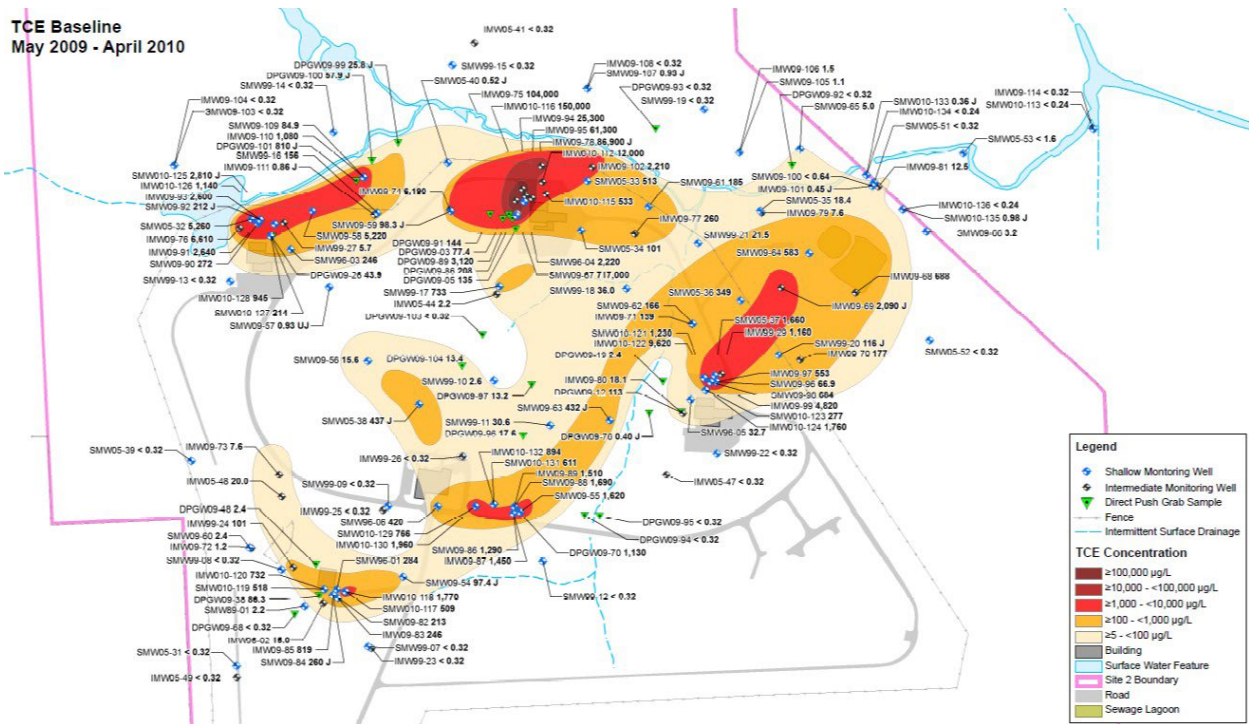 TCE Baseline
May 2009 - April 2010
IMW05-41 < 0.32
SMW99-15 < 0.32
DPGW09-99 25.8 J
DPGW09-100 57.9 J
SMW99-14 < 0.32
IMW09-104 < 0.32
SMW09-103 < 0.32
SMW09-109 84.9
IMW09-110 1,080
DPGW09-101 810 J
SMW99-16 156
IMW09-111 0.86 J
SMW010-125 2,810 J
IMW010-126 1,140
IMW09-93 2,600
SMW09-92 212 J
SMW05-32 5,260
IMW09-76 6,610
IMW09-91 2,640
SMW09-90 272
SMW99-13 < 0.32
IMW010-128 945
SMW010-127 214
SMW09-57 0.93 UJ
DPGW09-26 43.9
SMW96-03 246
IMW99-27 5.7
SMW09-58 5,220
SMW09-59 98.3 J
IMW09-74 6,190
SMW05-40 0.52 J
IMW09-75 104,000
IMW010-116 150,000
IMW09-94 25,300
IMW09-95 61,300
IMW09-78 86,900 J
IMW010-112 12,000
IMW09-102 2,210
SMW05-33 513
IMW010-115 533
IMW09-108 < 0.32
SMW09-107 0.93 J
DPGW09-93 < 0.32
SMW99-19 < 0.32
SMW09-61 185
IMW09-77 260
SMW05-34 101
DPGW09-91 144
DPGW09-03 77.4
DPGW09-89 3,120
DPGW09-86 208
DPGW09-05 135
SMW96-04 2,220
SMW09-67 717,000
SMW99-17 733
IMW05-44 2.2
SMW99-18 36.0
IMW09-106 1.5
SMW09-105 1.1
DPGW09-92 < 0.32
SMW09-65 5.0
SMW010-133 0.36 J
IMW010-134 < 0.24
SMW05-51 < 0.32
IMW09-114 < 0.32
SMW010-113 < 0.24
SMW05-53 < 1.6
IMW09-81 12.5
SMW09-100 < 0.64
IMW09-101 0.45 J
SMW05-35 18.4
IMW09-79 7.6
IMW010-136 < 0.24
SMW010-135 0.98 J
SMW99-21 21.5
SMW09-64 583
IMW09-68 688
IMW09-69 2,090 J
SMW05-36 349
SMW09-62 166
IMW09-71 139
SMW010-121 1,230
IMW010-122 9,620
SMW05-37 1,660
IMW99-29 1,160
SMW99-20 116 J
IMW09-70 177
SMW05-52 < 0.32
IMW09-97 553
SMW09-96 66.9
IMW09-99 4,820
SMW010-123 277
IMW010-124 1,760
SMW96-05 32.7
SMW99-22 < 0.32
IMW05-47 < 0.32
DPGW09-103 < 0.32
DPGW09-104 13.4
SMW09-56 15.6
SMW99-10 2.6
DPGW09-97 13.2
DPGW09-19 2.4
IMW09-80 18.1
DPGW09-12 113
SMW09-63 432 J
DPGW09-78 0.40 J
SMW05-38 437 J
SMW99-11 30.6
DPGW09-96 17.6
IMW010-132 894
SMW010-131 611
IMW09-89 1,510
SMW09-88 1,690
SMW09-55 1,620
IMW99-26 < 0.32
SMW99-09 < 0.32
IMW99-25 < 0.32
SMW96-06 420
SMW010-129 766
IMW010-130 1,960
SMW09-86 1,290
IMW09-87 1,450
DPGW09-95 < 0.32
DPGW09-94 < 0.32
DPGW09-70 1,130
SMW99-12 < 0.32
SMW05-39 < 0.32
IMW09-73 7.6
IMW05-48 20.0
DPGW09-48 2.4
IMW99-24 101
SMW09-60 2.4
IMW09-72 1.2
SMW99-08 < 0.32
SMW96-01 284
IMW010-120 732
SMW010-119 518
DPGW09-38 86.3
SMW89-01 2.2
DPGW09-68 < 0.32
IMW09-85 819
SMW09-84 260 J
SMW09-54 97.4 J
IMW010-118 1,770
SMW010-117 509
SMW09-82 213
IMW09-83 246
SMW99-07 < 0.32
IMW99-23 < 0.32
SMW05-31 < 0.32
IMW05-49 < 0.32
Legend
Shallow Montoring Well
Intermediate Monitoring Well
Direct Push Grab Sample
Fence
Intermittent Surface Drainage
TCE Concentration
≥100,000 µg/L
≥10,000 - <100,000 µg/L
≥1,000 - <10,000 µg/L
≥100 - <1,000 µg/L
≥5 - <100 µg/L
Building
Surface Water Feature
Site 2 Boundary
Road
Sewage Lagoon